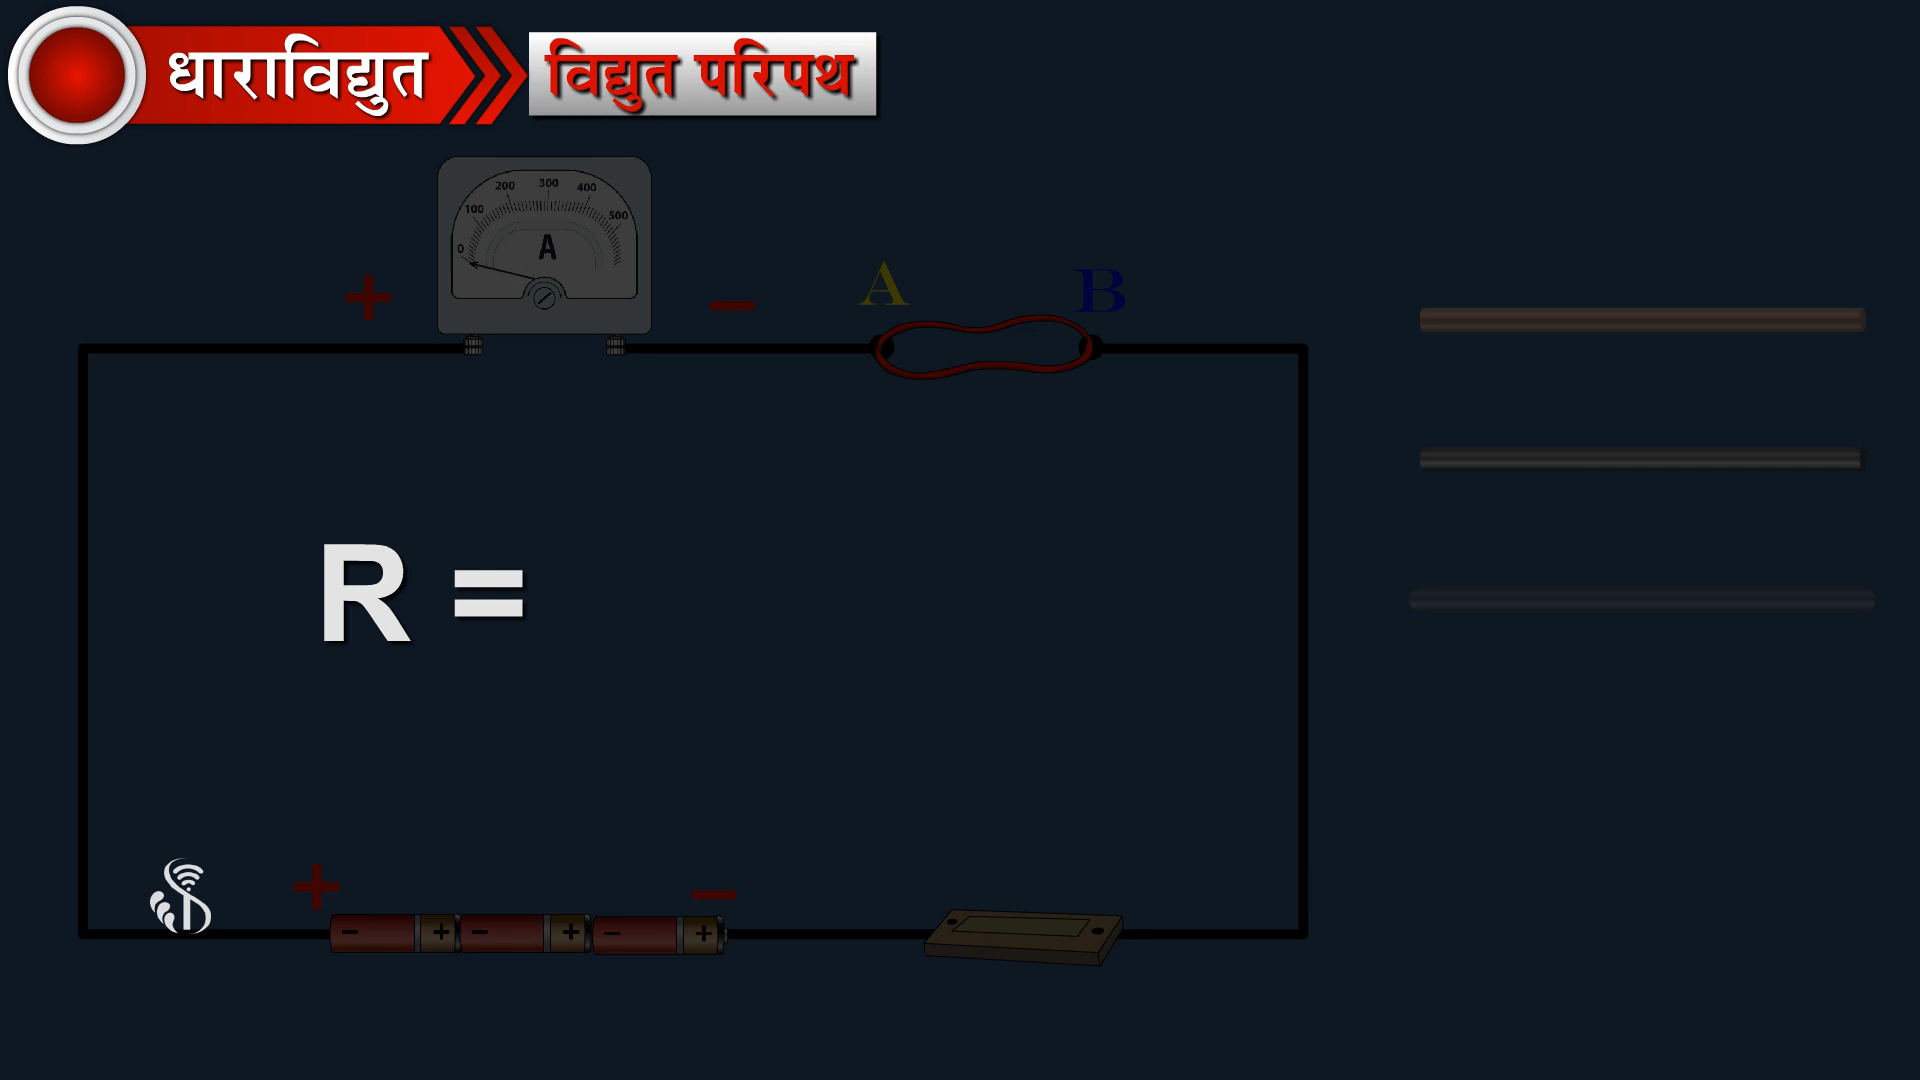 धाराविद्युत विद्युत परिपथ
0 100 200 300 400 500
A
+ −
A B
R =
+ −
− + − + − +